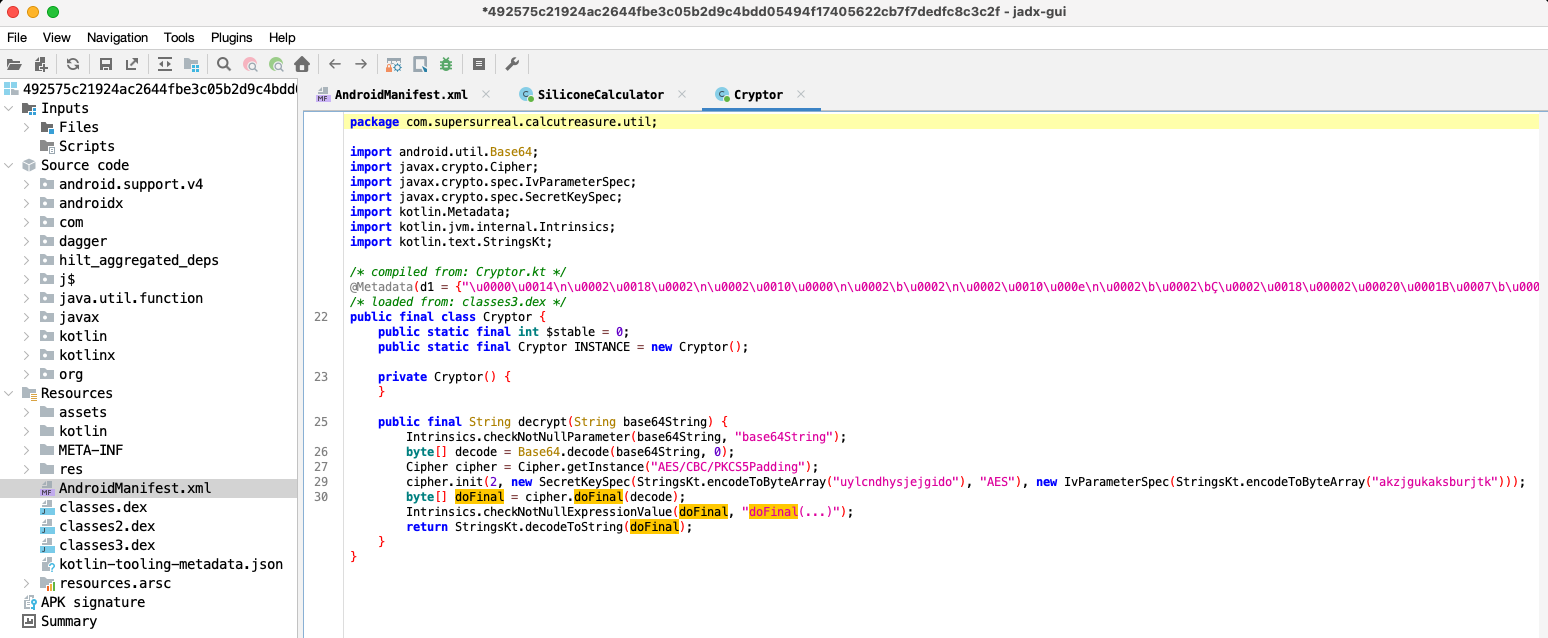 *492575c21924ac2644fbe3c05b2d9c4bdd05494f17405622cb7f7dedfc8c3c2f - jadx-gui
File View Navigation Tools Plugins Help
492575c21924ac2644fbe3c05b2d9c4bdd
Inputs
Files
Scripts
Source code
android.support.v4
androidx
com
dagger
hilt_aggregated_deps
j$
java.util.function
javax
kotlin
kotlinx
org
Resources
assets
kotlin
META-INF
res
MF AndroidManifest.xml
classes.dex
classes2.dex
classes3.dex
kotlin-tooling-metadata.json
resources.arsc
APK signature
Summary
MF AndroidManifest.xml SiliconeCalculator Cryptor
package com.supersurreal.calcutreasure.util;
import android.util.Base64;
import javax.crypto.Cipher;
import javax.crypto.spec.IvParameterSpec;
import javax.crypto.spec.SecretKeySpec;
import kotlin.Metadata;
import kotlin.jvm.internal.Intrinsics;
import kotlin.text.StringsKt;
/* compiled from: Cryptor.kt */
@Metadata(d1 = {"\u0000\u0014\n\u0002\u0018\u0002\n\u0002\u0010\u0000\n\u0002\b\u0002\n\u0002\u0010\u000e\n\u0002\b\u0002\bÇ\u0002\u0018\u00002\u00020\u0001B\u0007\b\u000
/* loaded from: classes3.dex */
22 public final class Cryptor {
public static final int $stable = 0;
public static final Cryptor INSTANCE = new Cryptor();
23 private Cryptor() {
}
25 public final String decrypt(String base64String) {
Intrinsics.checkNotNullParameter(base64String, "base64String");
26 byte[] decode = Base64.decode(base64String, 0);
27 Cipher cipher = Cipher.getInstance("AES/CBC/PKCS5Padding");
29 cipher.init(2, new SecretKeySpec(StringsKt.encodeToByteArray("uylcndhysjejgido"), "AES"), new IvParameterSpec(StringsKt.encodeToByteArray("akzjgukaksburjtk")));
30 byte[] doFinal = cipher.doFinal(decode);
Intrinsics.checkNotNullExpressionValue(doFinal, "doFinal(...)");
return StringsKt.decodeToString(doFinal);
}
}